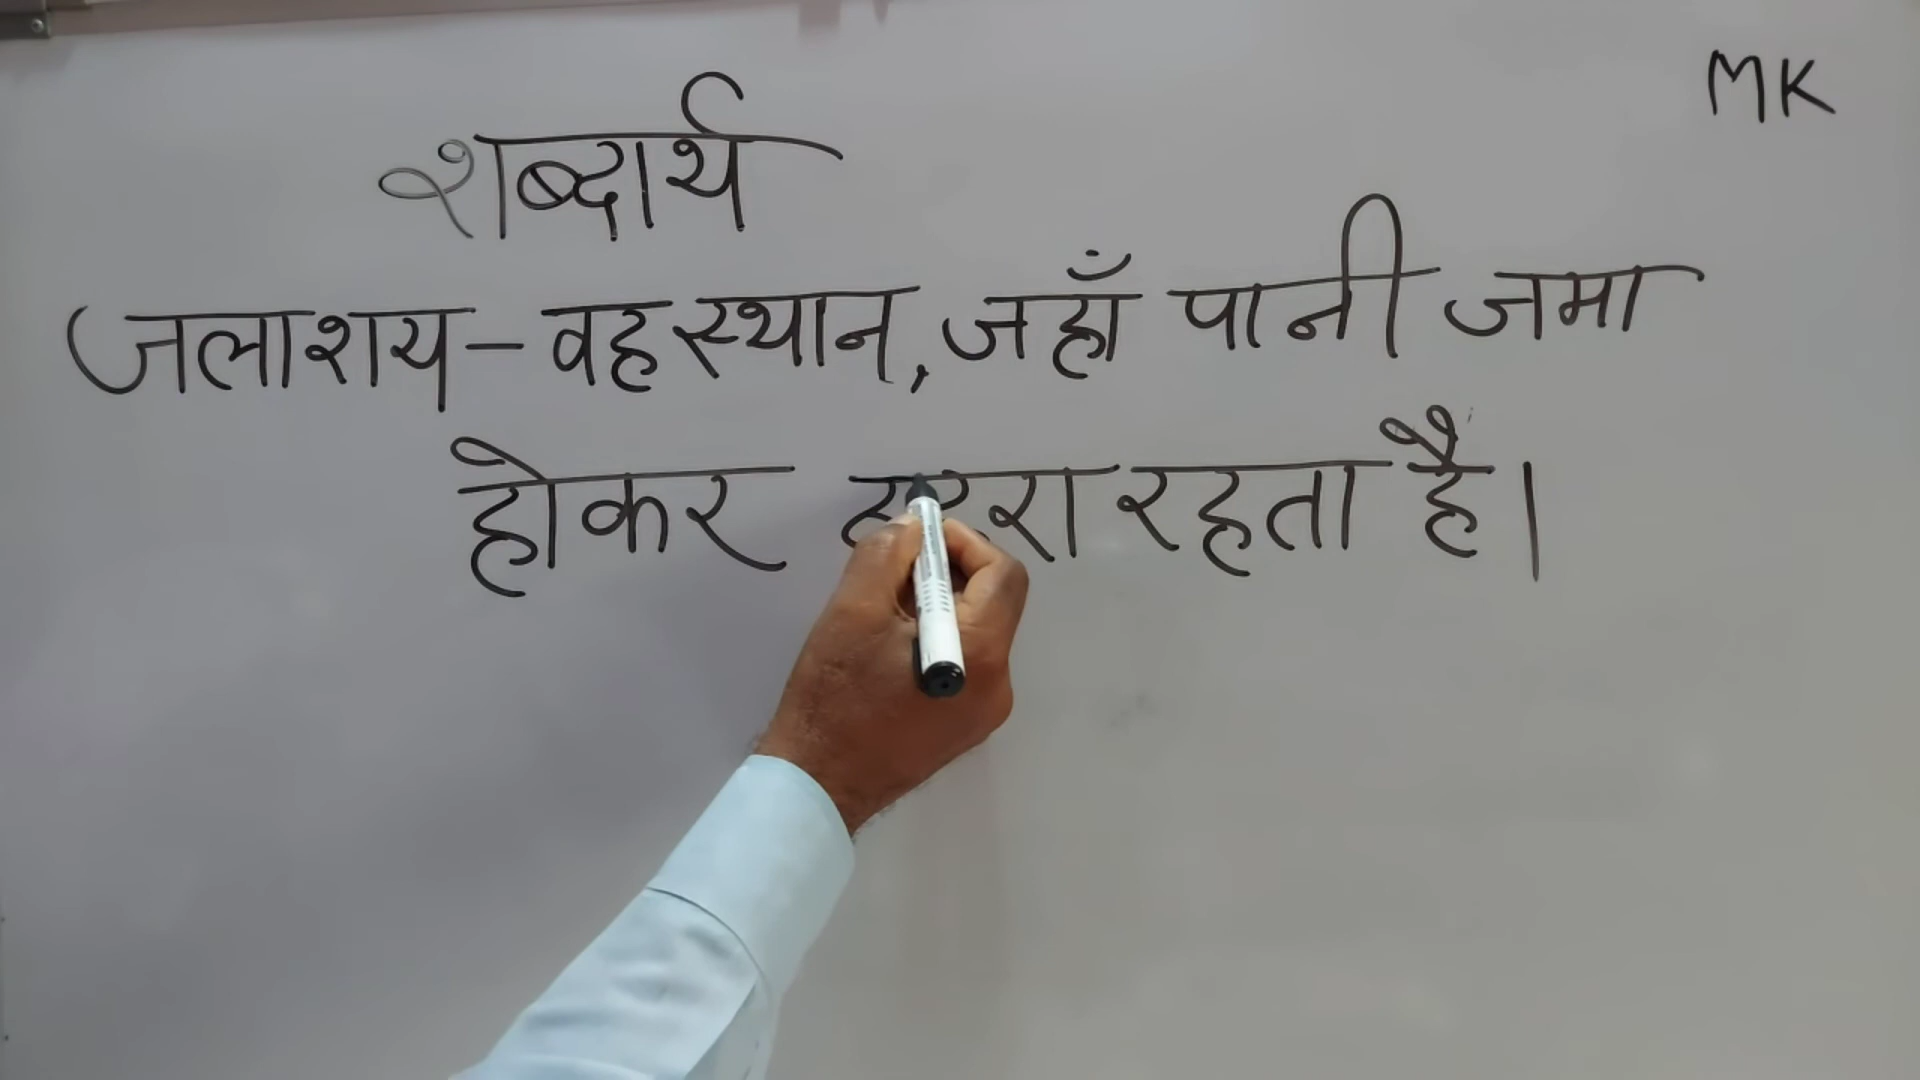 MK
शब्दार्थ
जलाशय - वह स्थान, जहाँ पानी जमा
होकर रहता है।